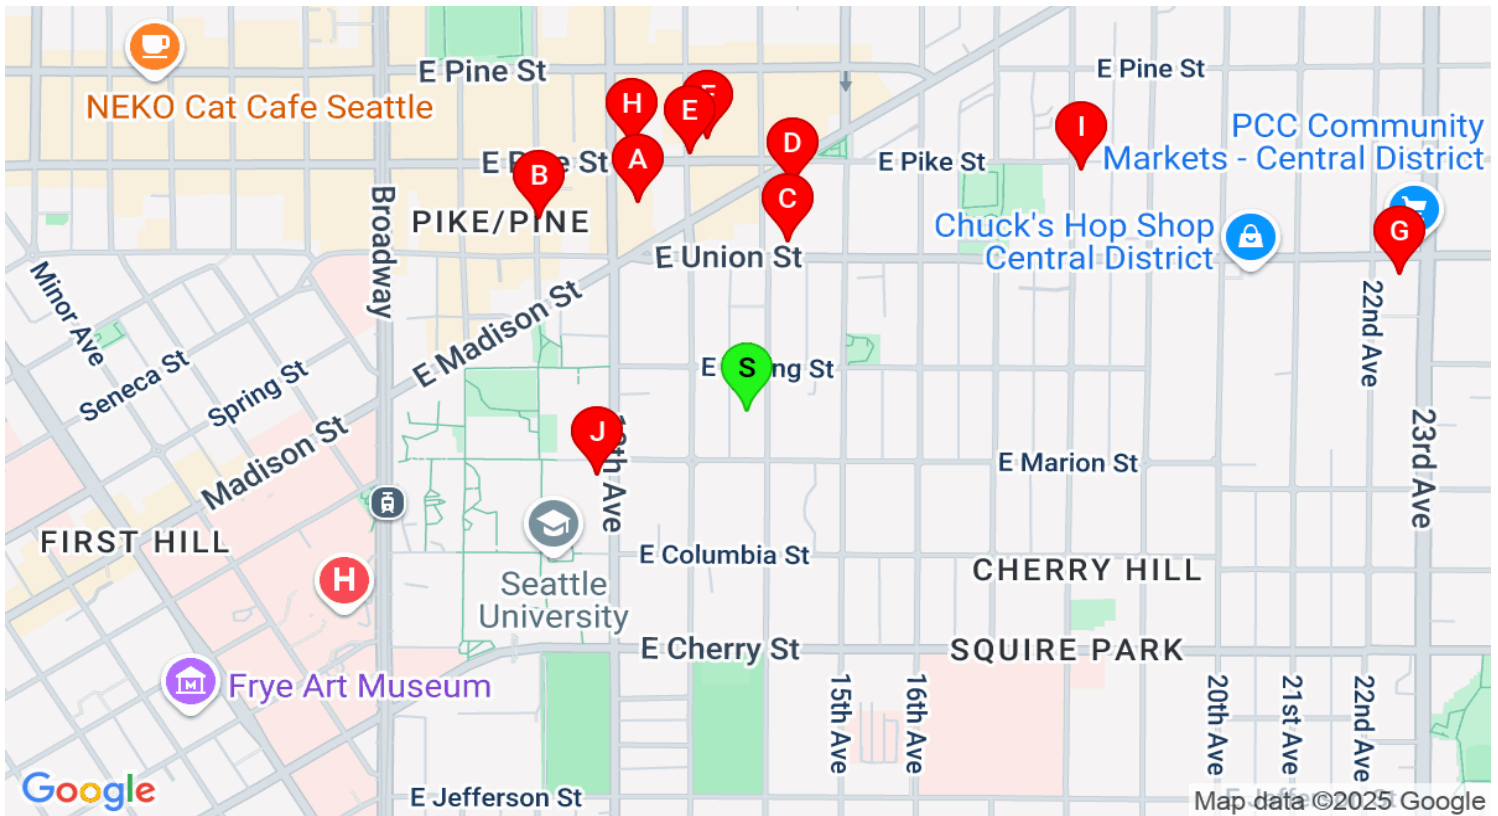 E Pine St
E Pine St
NEKO Cat Cafe Seattle
H
E
F
I
PCC Community
Markets - Central District
D
E Pike St
A
B
C
G
PIKE/PINE
Broadway
Chuck's Hop Shop
Central District
E Union St
Minor Ave
E Madison St
22nd Ave
Seneca St
Spring St
S
Madison St
J
23rd Ave
E Marion St
FIRST HILL
E Columbia St
CHERRY HILL
H
Seattle
University
E Cherry St
SQUIRE PARK
Frye Art Museum
15th Ave
16th Ave
20th Ave
21st Ave
22nd Ave
Google
E Jefferson St
Map data ©2025 Google